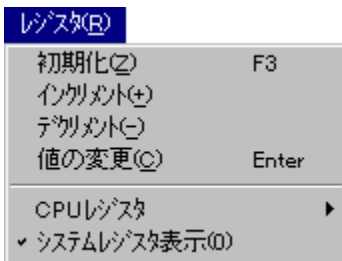 ﾚｼﾞｽﾀ(R)
初期化(Z) F3
ｲﾝｸﾘﾒﾝﾄ(+)
ﾃﾞｸﾘﾒﾝﾄ(-)
値の変更(C) Enter
CPUﾚｼﾞｽﾀ
ｼｽﾃﾑﾚｼﾞｽﾀ表示(0)